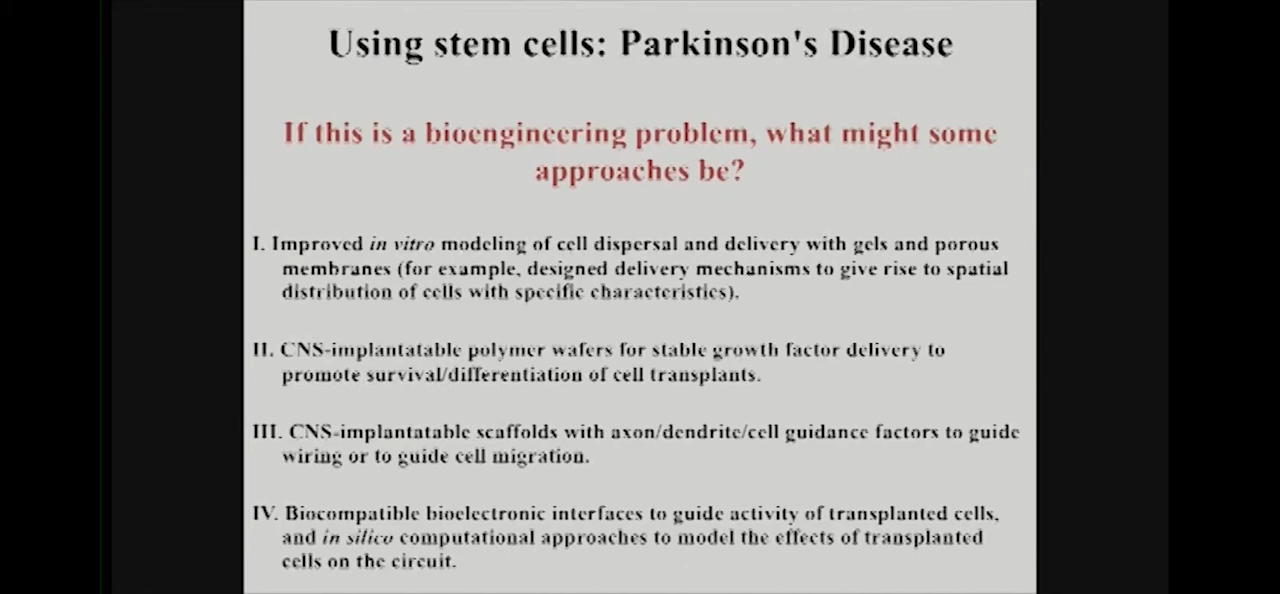 Using stem cells: Parkinson's Disease
If this is a bioengineering problem, what might some
approaches be?
I. Improved in vitro modeling of cell dispersal and delivery with gels and porous
membranes (for example, designed delivery mechanisms to give rise to spatial
distribution of cells with specific characteristics).
II. CNS-implantatable polymer wafers for stable growth factor delivery to
promote survival/differentiation of cell transplants.
III. CNS-implantatable scaffolds with axon/dendrite/cell guidance factors to guide
wiring or to guide cell migration.
IV. Biocompatible bioelectronic interfaces to guide activity of transplanted cells,
and in silico computational approaches to model the effects of transplanted
cells on the circuit.